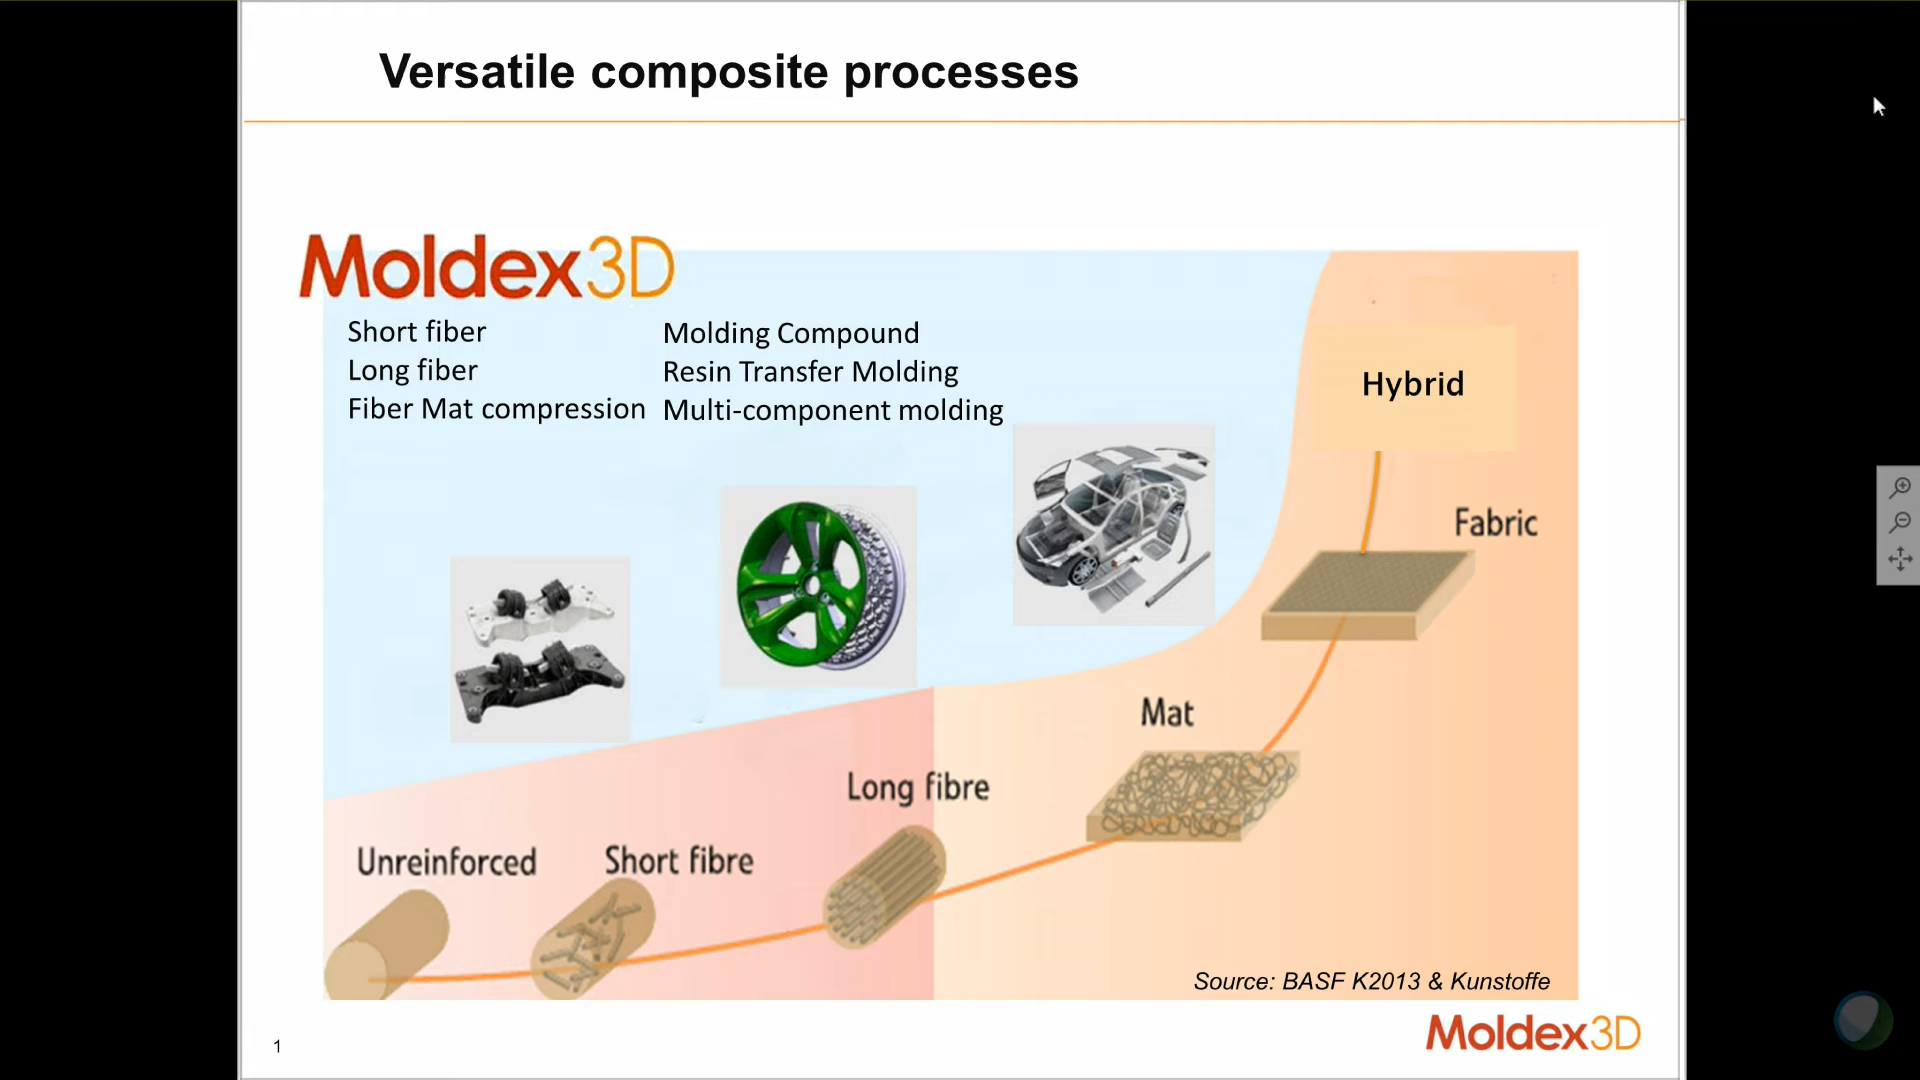 Versatile composite processes
Moldex3D
Short fiber
Long fiber
Fiber Mat compression
Molding Compound
Resin Transfer Molding
Multi-component molding
Hybrid
Fabric
Mat
Long fibre
Short fibre
Unreinforced
Source: BASF K2013 & Kunstoffe
Moldex3D
1